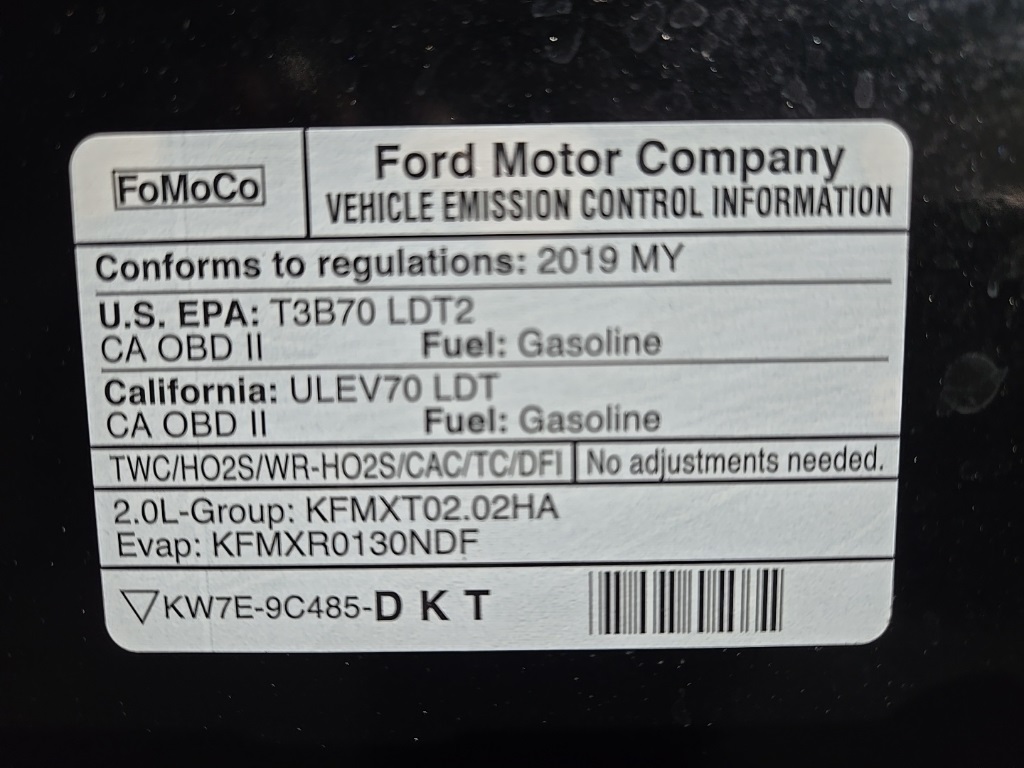 FoMoCo
Ford Motor Company
VEHICLE EMISSION CONTROL INFORMATION
Conforms to regulations: 2019 MY
U.S. EPA: T3B70 LDT2
CA OBD II Fuel: Gasoline
California: ULEV70 LDT
CA OBD II Fuel: Gasoline
TWC/HO2S/WR-HO2S/CAC/TC/DFI No adjustments needed.
2.0L-Group: KFMXT02.02HA
Evap: KFMXR0130NDF
KW7E-9C485-D K T